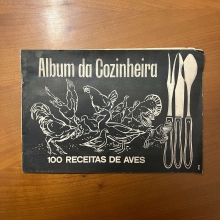 Album da Cozinheira
100 RECEITAS DE AVES